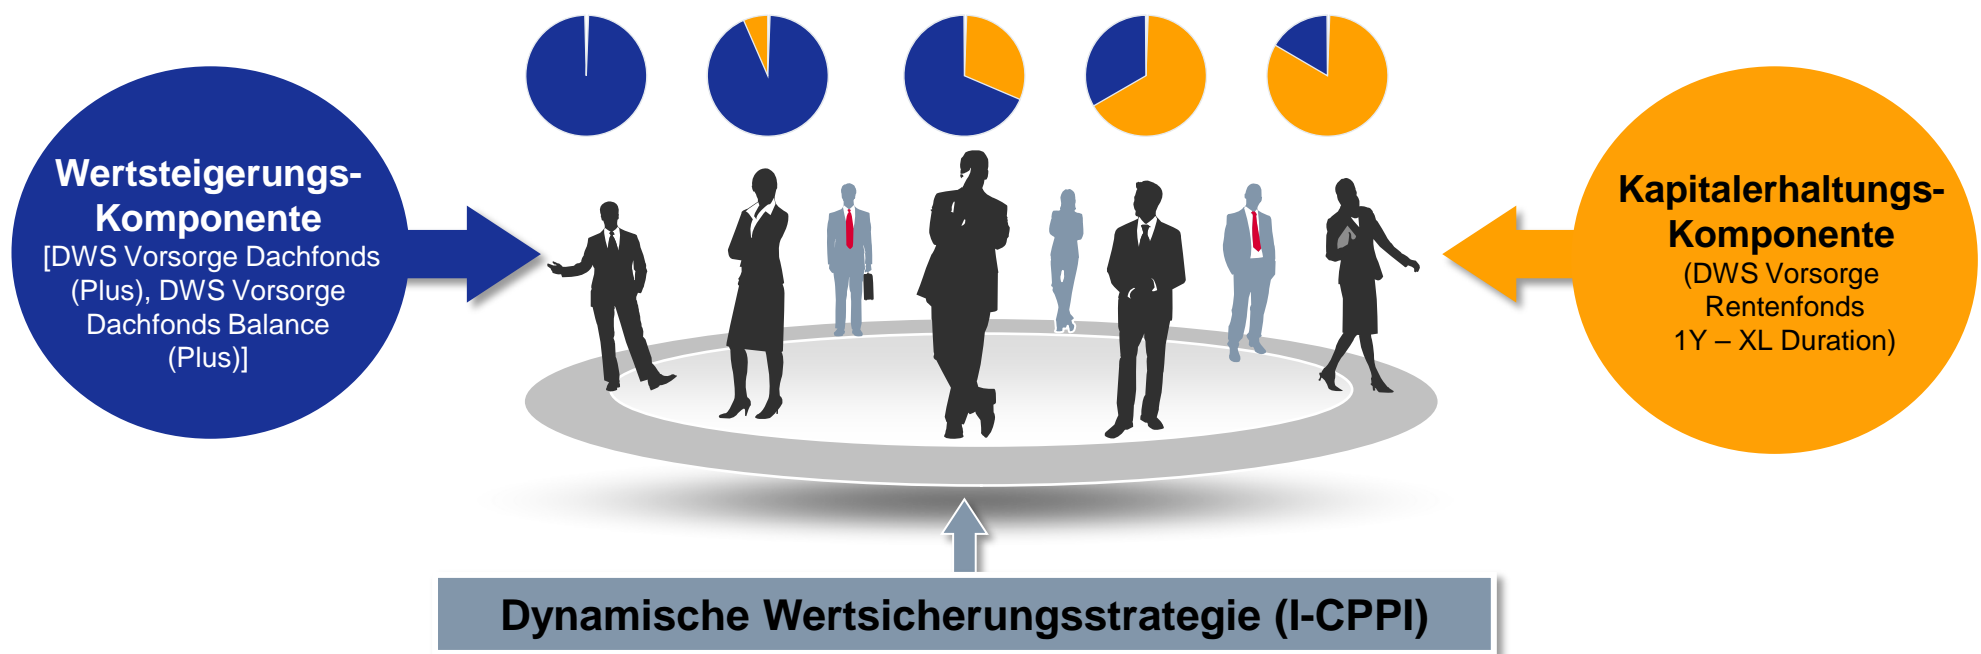 Wertsteigerungs-
Komponente
[DWS Vorsorge Dachfonds
(Plus), DWS Vorsorge
Dachfonds Balance
(Plus)]
Kapitalerhaltungs-
Komponente
(DWS Vorsorge
Rentenfonds
1Y – XL Duration)
Dynamische Wertsicherungsstrategie (I-CPPI)